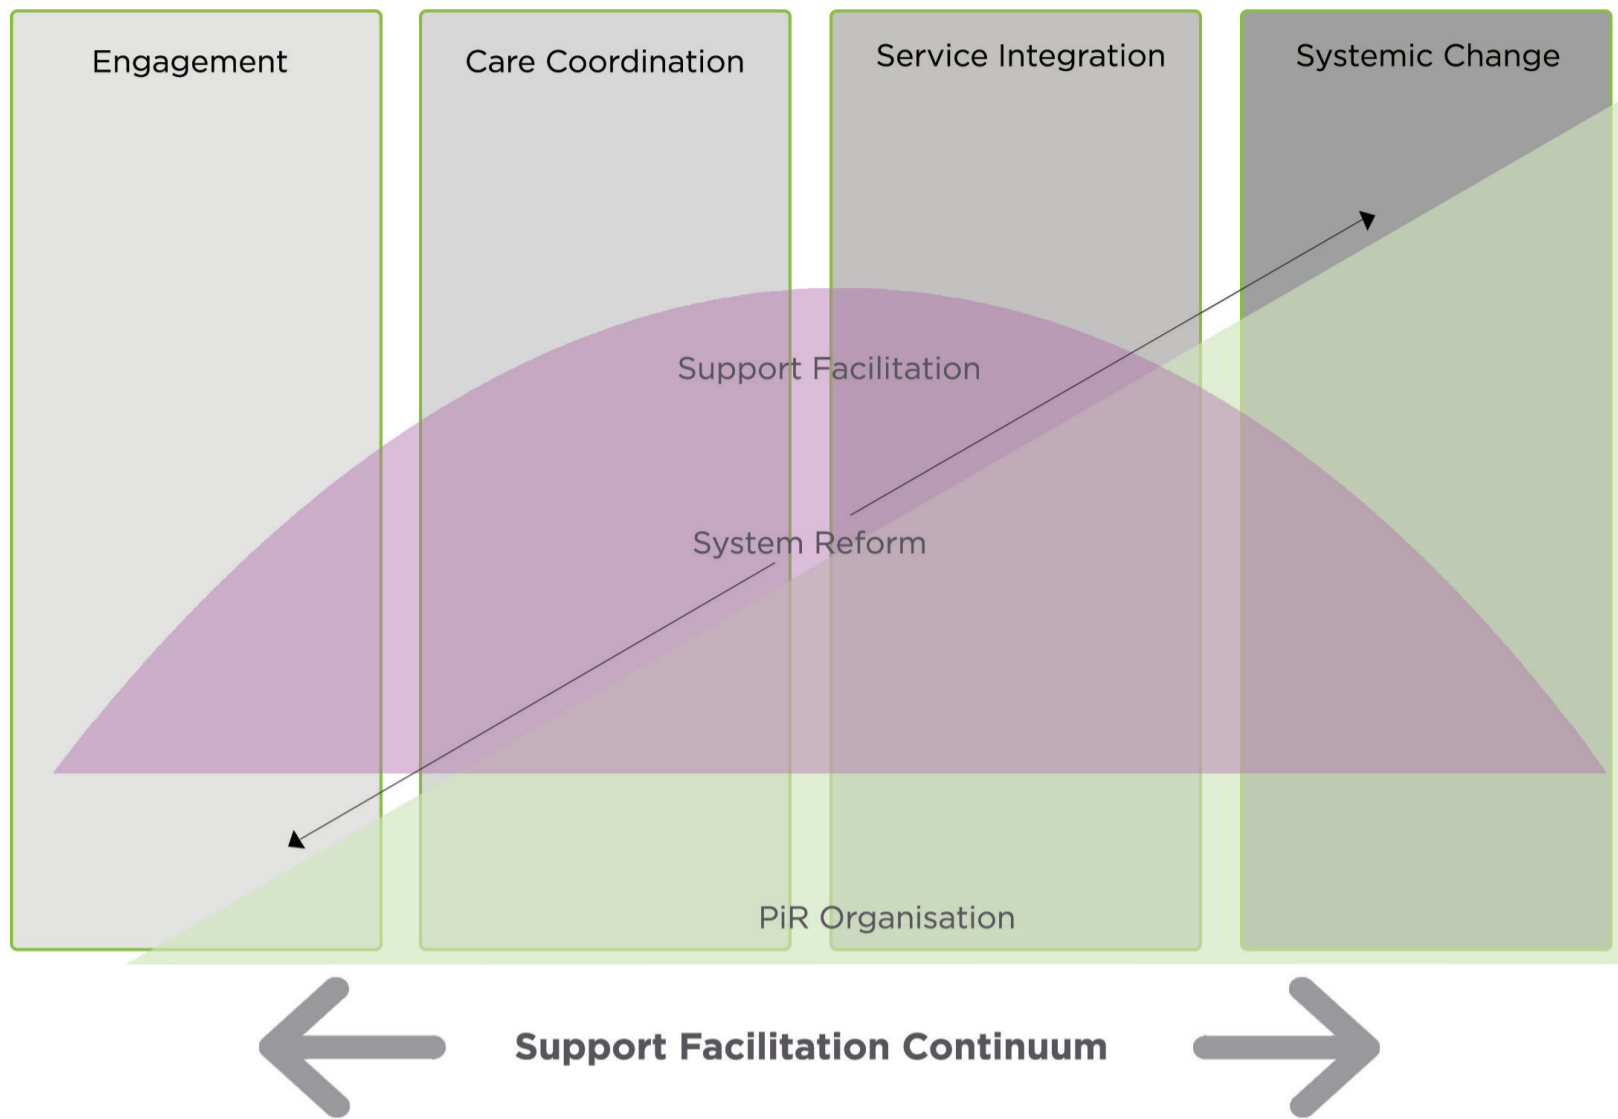 Engagement
Care Coordination
Service Integration
Systemic Change
Support Facilitation
System Reform
PiR Organisation
Support Facilitation Continuum